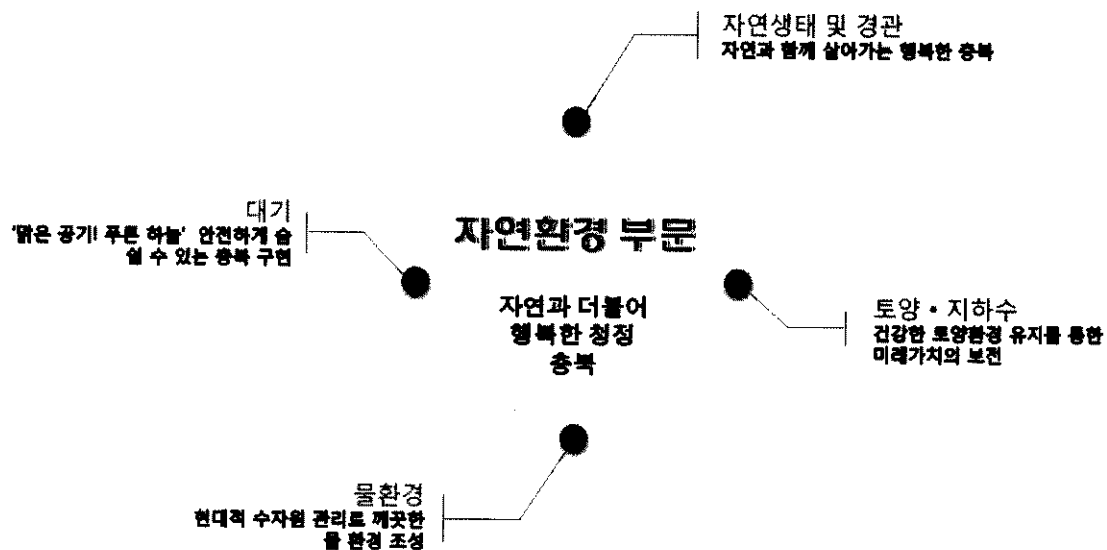 자연생태 및 경관
자연과 함께 살아가는 행복한 충북
대기
'맑은 공기! 푸른 하늘' 안전하게 숨
쉴 수 있는 충북 구현
자연환경 부문
자연과 더불어
행복한 청정
충북
토양・지하수
건강한 토양환경 유지를 통한
미래가치의 보전
물환경
현대적 수자원 관리로 깨끗한
물 환경 조성